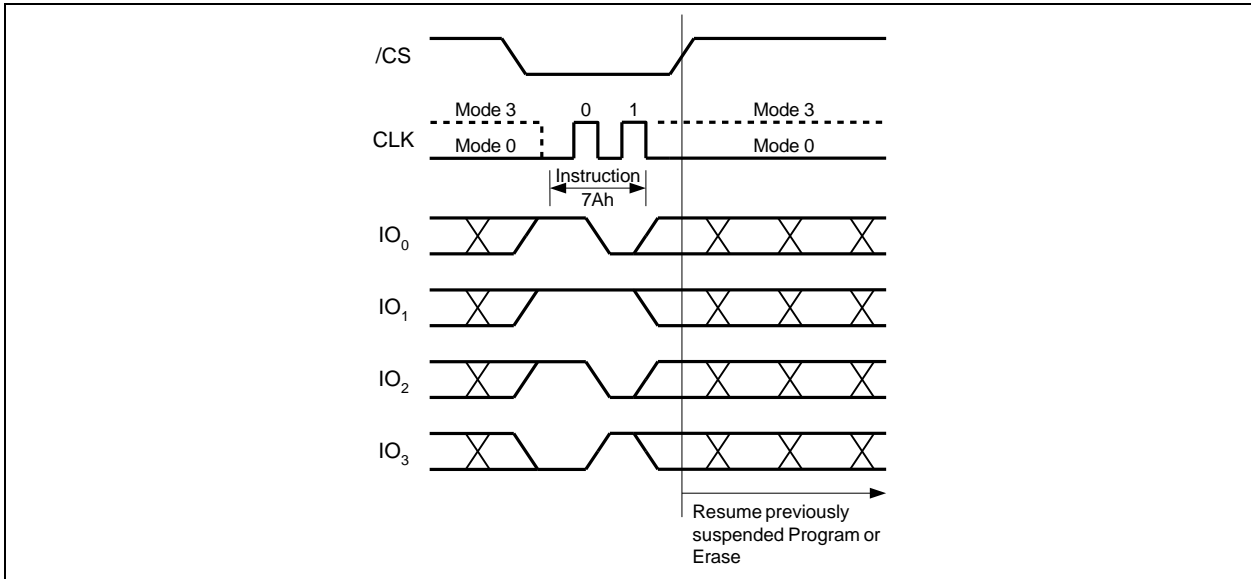 /CS
Mode 3 0 1 Mode 3
CLK
Mode 0 Mode 0
Instruction
7Ah
IO0
IO1
IO2
IO3
Resume previously
suspended Program or
Erase